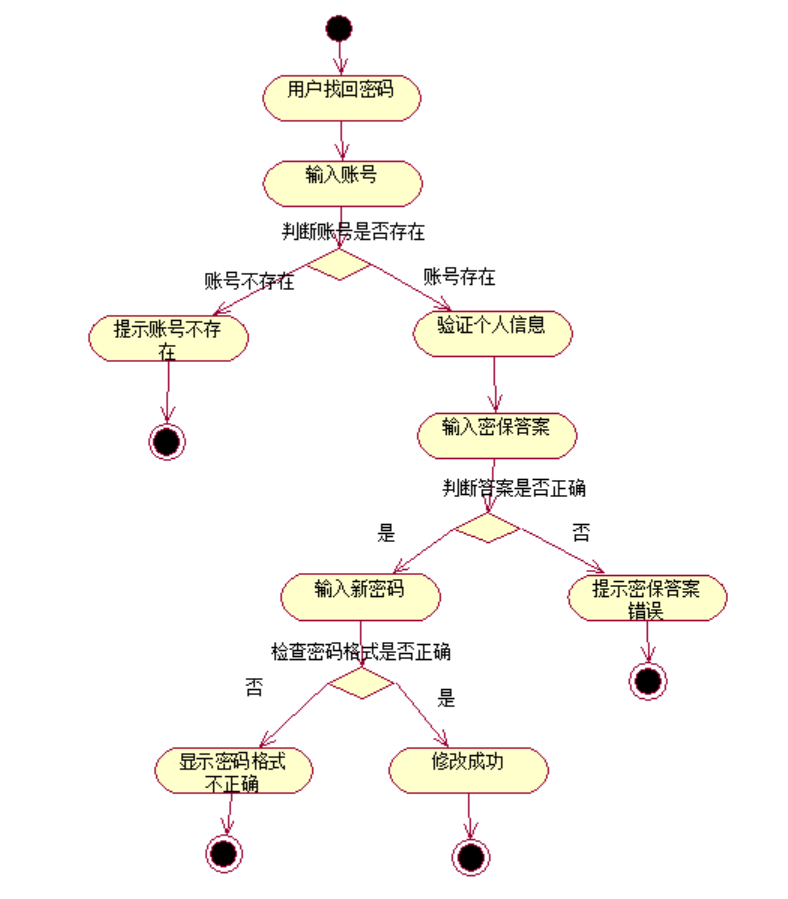 用户找回密码
输入账号
判断账号是否存在
账号不存在
账号存在
提示账号不存
在
验证个人信息
输入密保答案
判断答案是否正确
是
否
输入新密码
提示密保答案
错误
检查密码格式是否正确
否
是
显示密码格式
不正确
修改成功